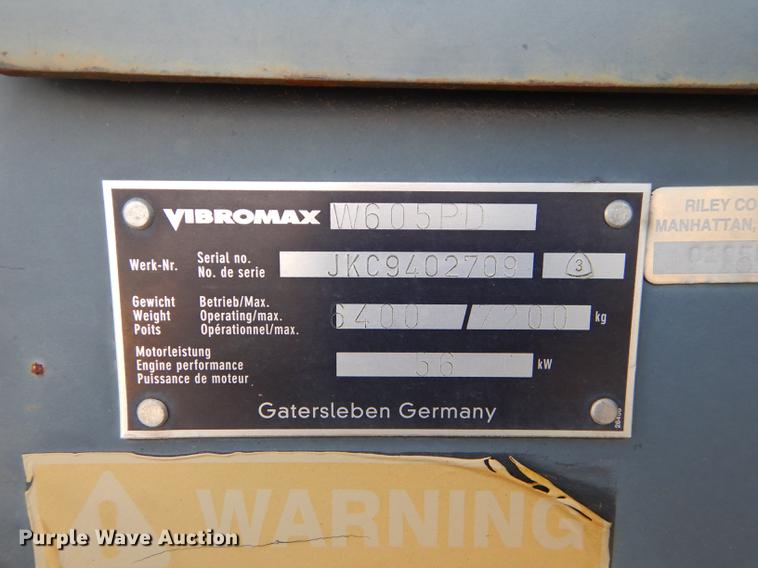 VIBROMAX W605PD
Werk-Nr. Serial no. No. de serie JKC9402709 3
Gewicht Betrieb/Max.
Weight Operating/max. 6400 / 7200 kg
Poits Opérationnel/max.
Motorleistung
Engine performance 56 kW
Puissance de moteur
Gatersleben Germany
26400
RILEY CO
MANHATTAN,
WARNING
Purple Wave Auction